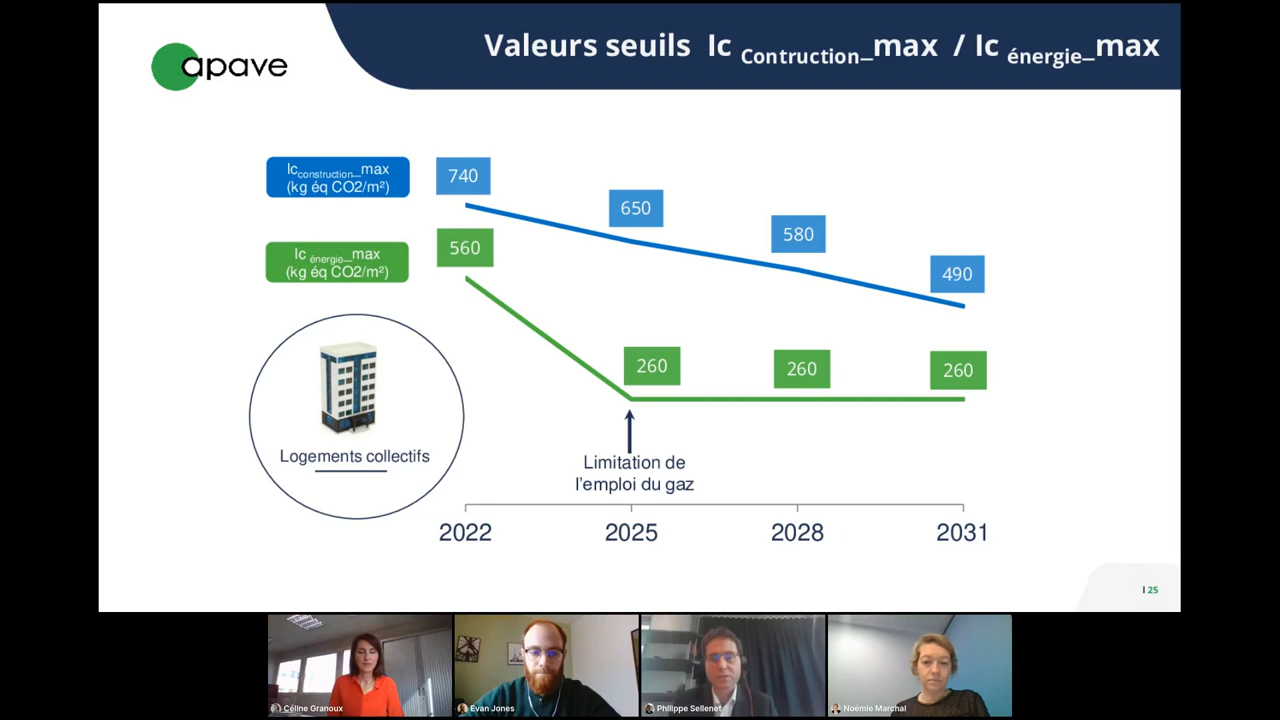 apave
Valeurs seuils Ic Contruction_max / Ic énergie_max
Icconstruction_max
(kg éq CO2/m²)
740
650
580
490
Ic énergie_max
(kg éq CO2/m²)
560
260
260
260
Logements collectifs
Limitation de
l'emploi du gaz
2022
2025
2028
2031
I 25
Céline Granoux
Evan Jones
Philippe Sellenet
Noémie Marchal